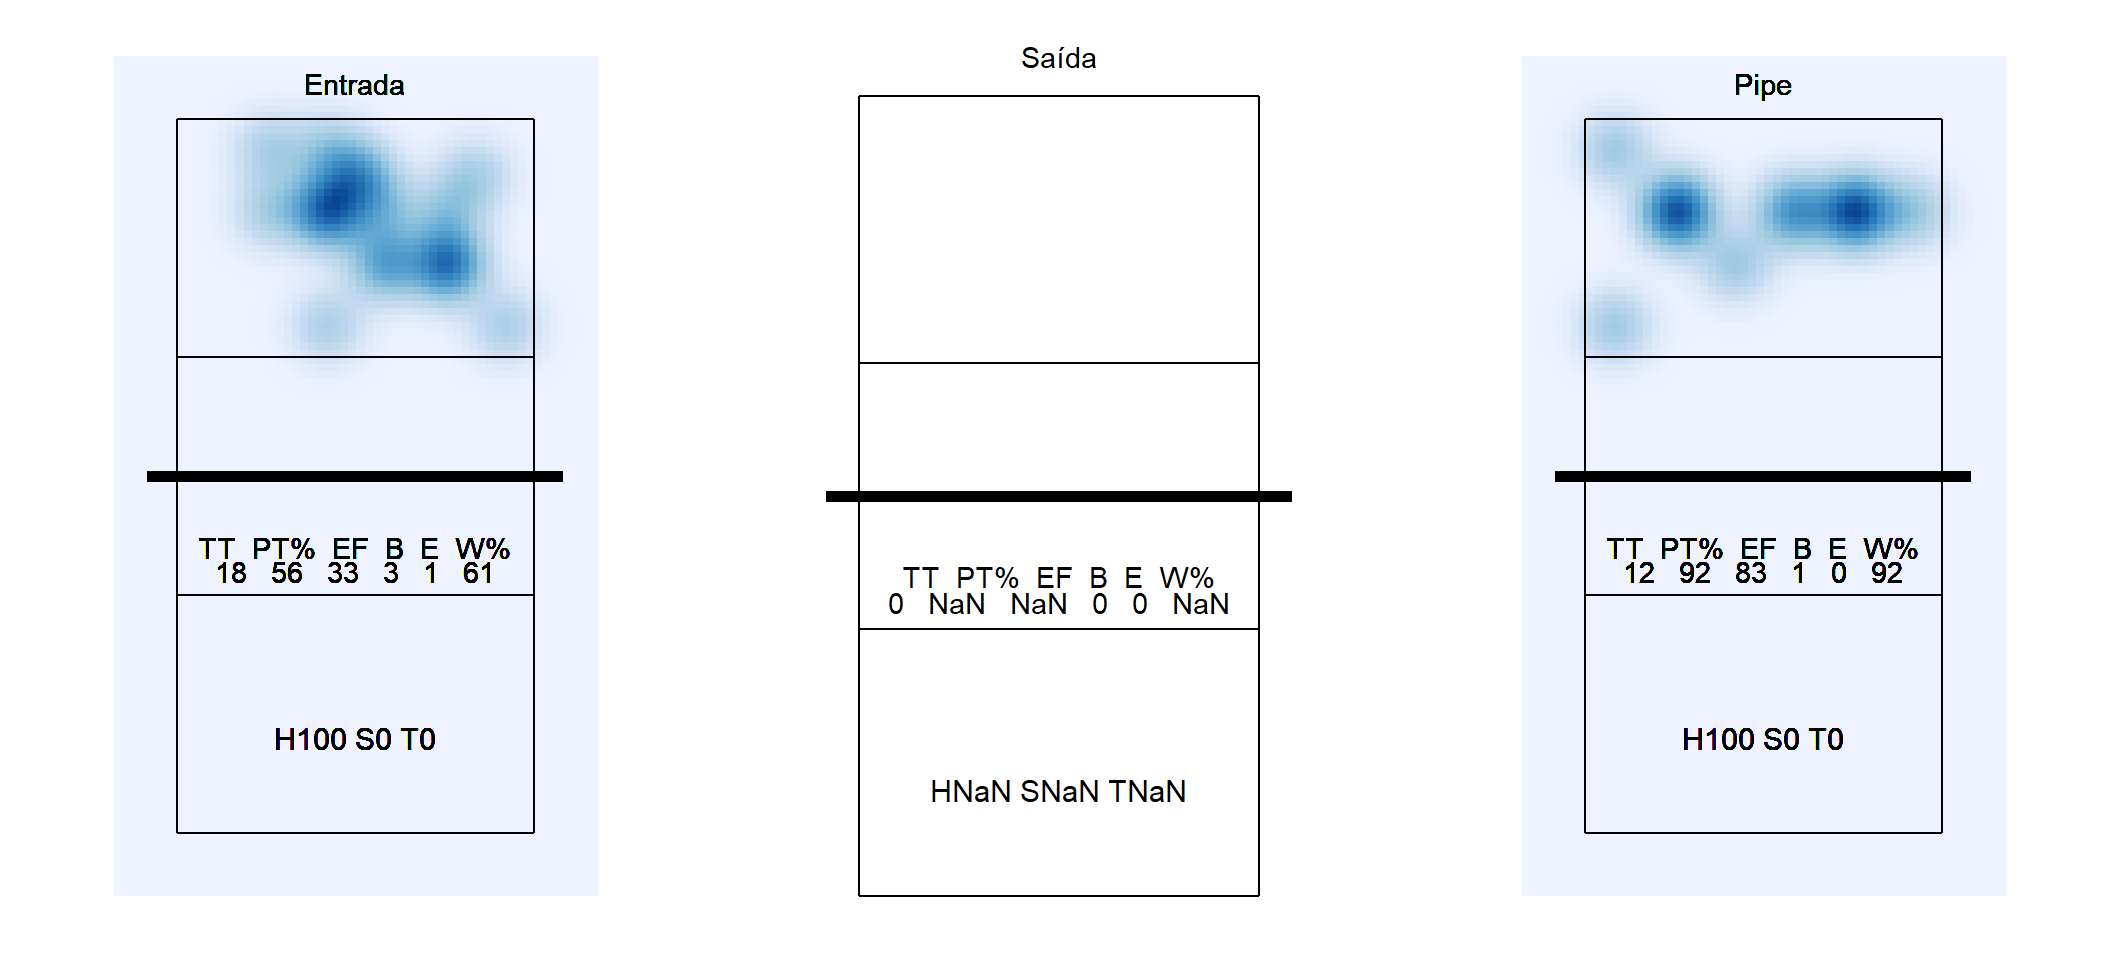 Entrada
TT PT% EF B E W%
18 56 33 3 1 61
H100 S0 T0
Saída
TT PT% EF B E W%
0 NaN NaN 0 0 NaN
HNaN SNaN TNaN
Pipe
TT PT% EF B E W%
12 92 83 1 0 92
H100 S0 T0